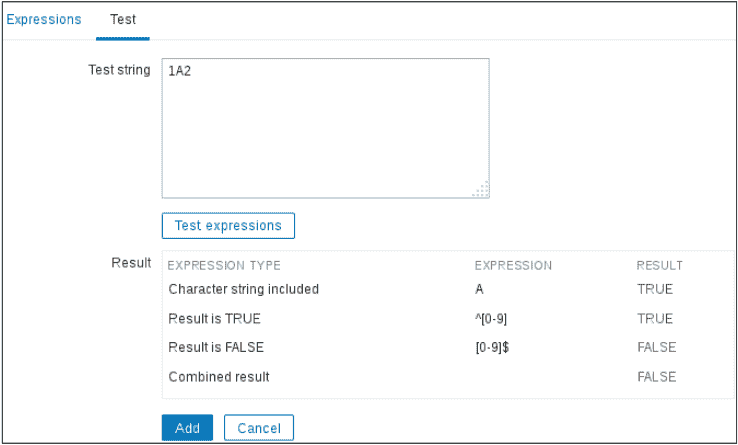 Expressions Test
Test string 1A2
Test expressions
Result EXPRESSION TYPE EXPRESSION RESULT
Character string included A TRUE
Result is TRUE ^[0-9] TRUE
Result is FALSE [0-9]$ FALSE
Combined result FALSE
Add Cancel